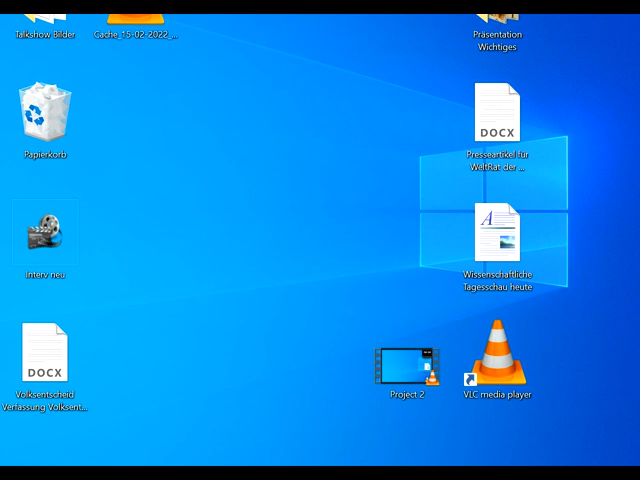 Talkshow Bilder
Cache_15-02-2022_...
Präsentation
Wichtiges
Papierkorb
DOCX
Presseartikel für
WeltRat der ...
Interv neu
A
Wissenschaftliche
Tagesschau heute
DOCX
Volksentscheid
Verfassung Volksent...
Project 2
VLC media player